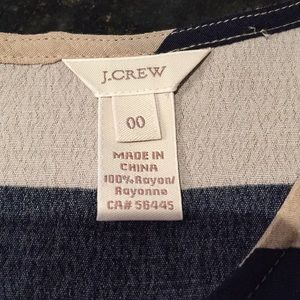 J.CREW
00
MADE IN
CHINA
100% Rayon/
Rayonne
CA# 56445